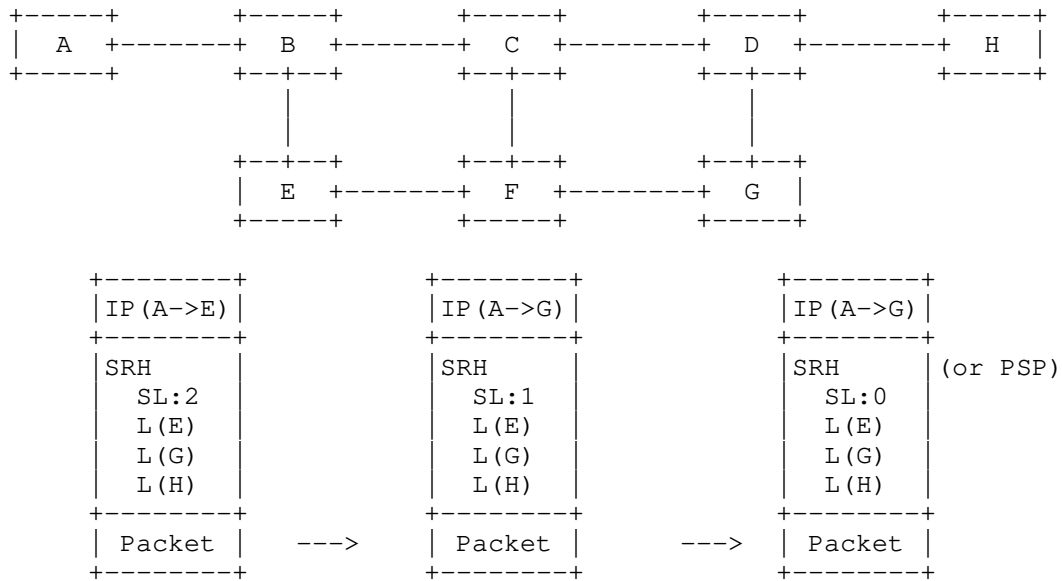 A B C D H
E F G
IP(A->E) IP(A->G) IP(A->G)
SRH SRH SRH (or PSP)
SL:2 SL:1 SL:0
L(E) L(E) L(E)
L(G) L(G) L(G)
L(H) L(H) L(H)
Packet ---> Packet ---> Packet